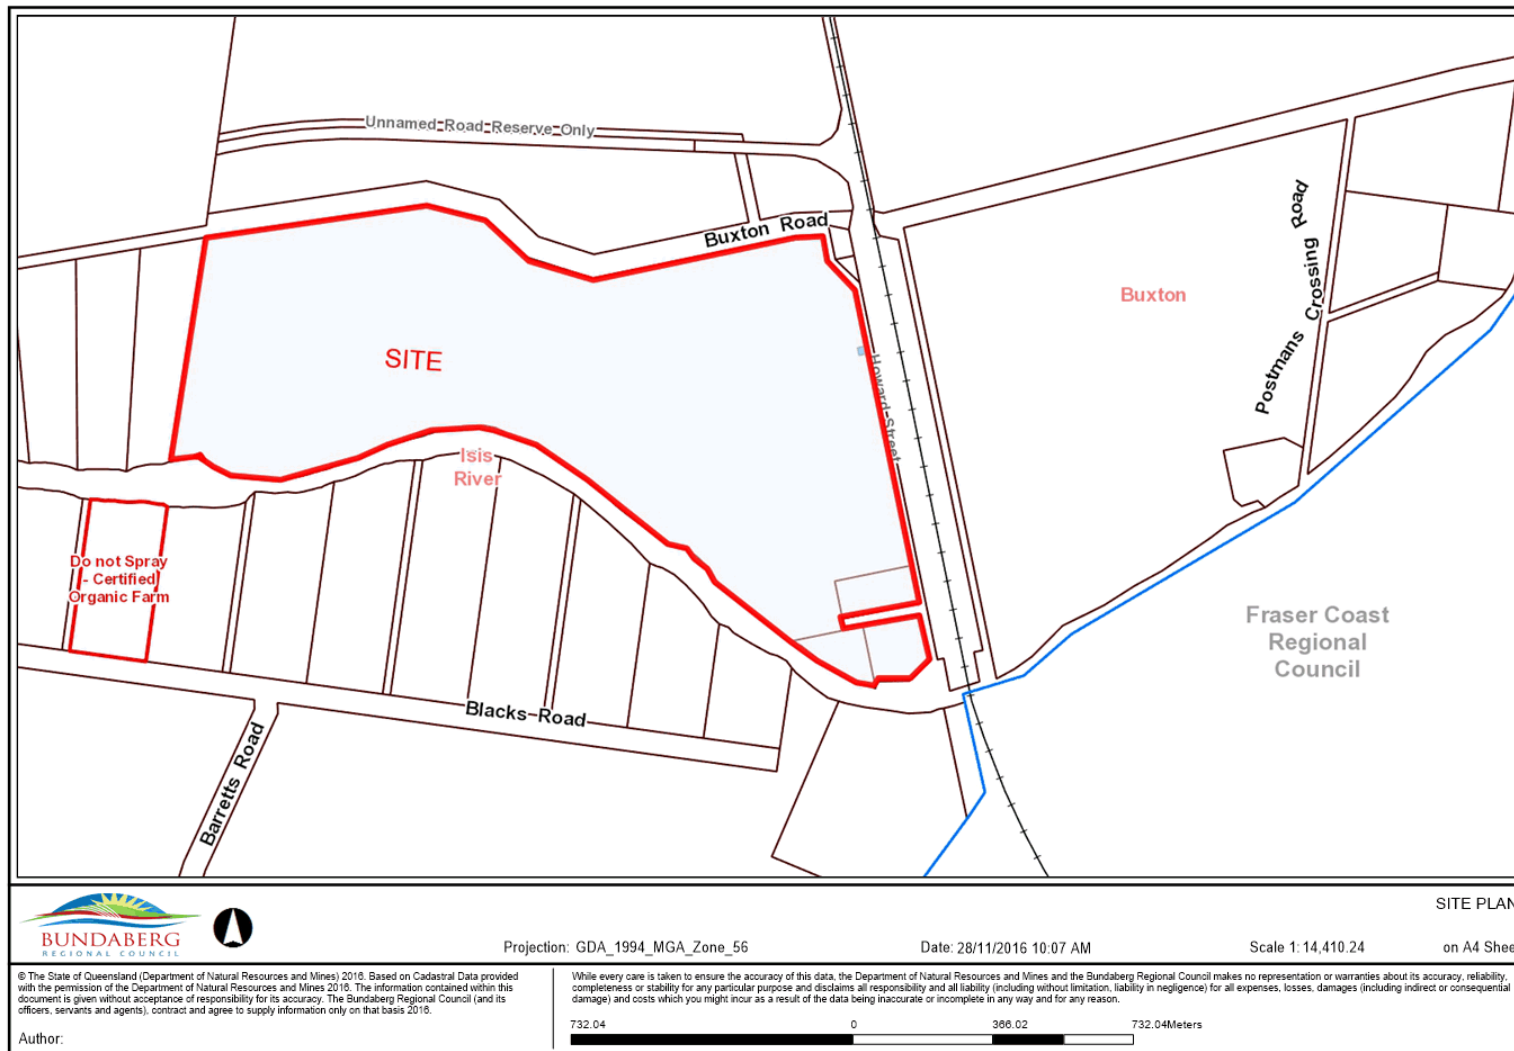 Unnamed Road Reserve Only
Buxton Road
Postmans Crossing Road
Buxton
SITE
Howard Street
Isis
River
Do not Spray
- Certified
Organic Farm
Fraser Coast
Regional
Council
Blacks Road
Barretts Road
SITE PLAN
BUNDABERG
REGIONAL COUNCIL
Projection: GDA_1994_MGA_Zone_56
Date: 28/11/2016 10:07 AM
Scale 1: 14,410.24
on A4 Shee
© The State of Queensland (Department of Natural Resources and Mines) 2016. Based on Cadastral Data provided
with the permission of the Department of Natural Resources and Mines 2016. The information contained within this
document is given without acceptance of responsibility for its accuracy. The Bundaberg Regional Council (and its
officers, servants and agents), contract and agree to supply information only on that basis 2016.
Author:
While every care is taken to ensure the accuracy of this data, the Department of Natural Resources and Mines and the Bundaberg Regional Council makes no representation or warranties about its accuracy, reliability,
completeness or stability for any particular purpose and disclaims all responsibility and all liability (including without limitation, liability in negligence) for all expenses, losses, damages (including indirect or consequential
damage) and costs which you might incur as a result of the data being inaccurate or incomplete in any way and for any reason.
732.04
0
366.02
732.04Meters